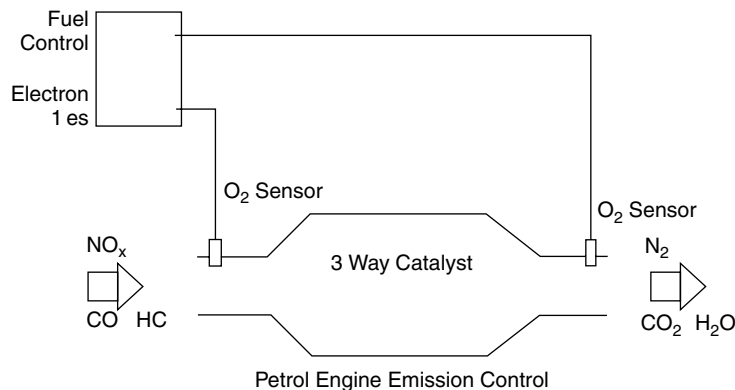 Fuel
Control
Electron
1 es
O₂ Sensor
O₂ Sensor
NOₓ
N₂
3 Way Catalyst
CO HC
CO₂ H₂O
Petrol Engine Emission Control